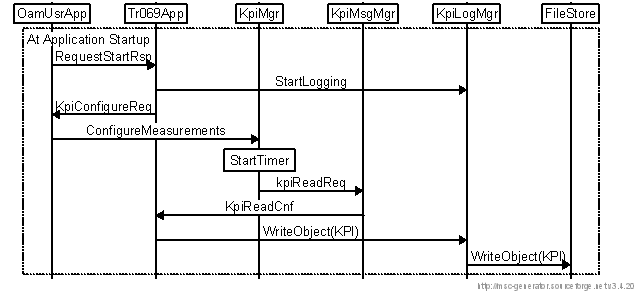 OamUsrApp Tr069App KpiMgr KpiMsgMgr KpiLogMgr FileStore
At Application Startup
RequestStartRsp
StartLogging
KpiConfigureReq
ConfigureMeasurements
StartTimer
kpiReadReq
KpiReadCnf
WriteObject(KPI)
WriteObject(KPI)
http://msc-generator.sourceforge.net v3.4.20